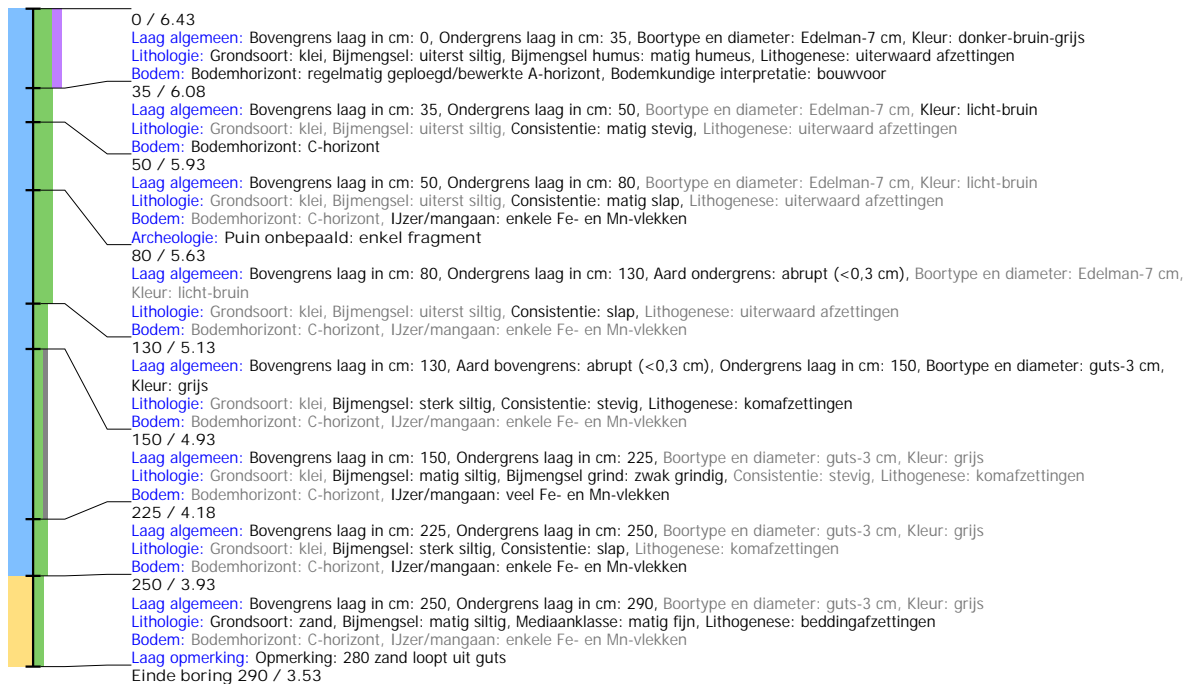 0 / 6.43
Laag algemeen: Bovengrens laag in cm: 0, Ondergrens laag in cm: 35, Boortype en diameter: Edelman-7 cm, Kleur: donker-bruin-grijs
Lithologie: Grondsoort: klei, Bijmengsel: uiterst siltig, Bijmengsel humus: matig humeus, Lithogenese: uiterwaard afzettingen
Bodem: Bodemhorizont: regelmatig geploegd/bewerkte A-horizont, Bodemkundige interpretatie: bouwvoor
35 / 6.08
Laag algemeen: Bovengrens laag in cm: 35, Ondergrens laag in cm: 50, Boortype en diameter: Edelman-7 cm, Kleur: licht-bruin
Lithologie: Grondsoort: klei, Bijmengsel: uiterst siltig, Consistentie: matig stevig, Lithogenese: uiterwaard afzettingen
Bodem: Bodemhorizont: C-horizont
50 / 5.93
Laag algemeen: Bovengrens laag in cm: 50, Ondergrens laag in cm: 80, Boortype en diameter: Edelman-7 cm, Kleur: licht-bruin
Lithologie: Grondsoort: klei, Bijmengsel: uiterst siltig, Consistentie: matig slap, Lithogenese: uiterwaard afzettingen
Bodem: Bodemhorizont: C-horizont, IJzer/mangaan: enkele Fe- en Mn-vlekken
Archeologie: Puin onbepaald: enkel fragment
80 / 5.63
Laag algemeen: Bovengrens laag in cm: 80, Ondergrens laag in cm: 130, Aard ondergrens: abrupt (<0,3 cm), Boortype en diameter: Edelman-7 cm,
Kleur: licht-bruin
Lithologie: Grondsoort: klei, Bijmengsel: uiterst siltig, Consistentie: slap, Lithogenese: uiterwaard afzettingen
Bodem: Bodemhorizont: C-horizont, IJzer/mangaan: enkele Fe- en Mn-vlekken
130 / 5.13
Laag algemeen: Bovengrens laag in cm: 130, Aard bovengrens: abrupt (<0,3 cm), Ondergrens laag in cm: 150, Boortype en diameter: guts-3 cm,
Kleur: grijs
Lithologie: Grondsoort: klei, Bijmengsel: sterk siltig, Consistentie: stevig, Lithogenese: komafzettingen
Bodem: Bodemhorizont: C-horizont, IJzer/mangaan: enkele Fe- en Mn-vlekken
150 / 4.93
Laag algemeen: Bovengrens laag in cm: 150, Ondergrens laag in cm: 225, Boortype en diameter: guts-3 cm, Kleur: grijs
Lithologie: Grondsoort: klei, Bijmengsel: matig siltig, Bijmengsel grind: zwak grindig, Consistentie: stevig, Lithogenese: komafzettingen
Bodem: Bodemhorizont: C-horizont, IJzer/mangaan: veel Fe- en Mn-vlekken
225 / 4.18
Laag algemeen: Bovengrens laag in cm: 225, Ondergrens laag in cm: 250, Boortype en diameter: guts-3 cm, Kleur: grijs
Lithologie: Grondsoort: klei, Bijmengsel: sterk siltig, Consistentie: slap, Lithogenese: komafzettingen
Bodem: Bodemhorizont: C-horizont, IJzer/mangaan: enkele Fe- en Mn-vlekken
250 / 3.93
Laag algemeen: Bovengrens laag in cm: 250, Ondergrens laag in cm: 290, Boortype en diameter: guts-3 cm, Kleur: grijs
Lithologie: Grondsoort: zand, Bijmengsel: matig siltig, Mediaanklasse: matig fijn, Lithogenese: beddingafzettingen
Bodem: Bodemhorizont: C-horizont, IJzer/mangaan: enkele Fe- en Mn-vlekken
Laag opmerking: Opmerking: 280 zand loopt uit guts
Einde boring 290 / 3.53